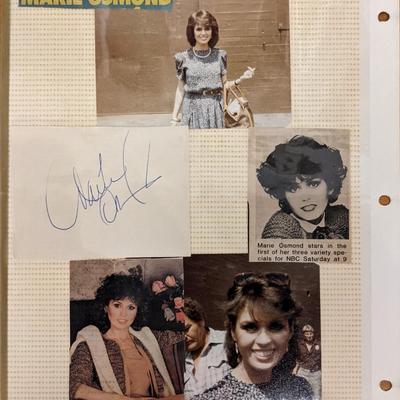 MARIE OSMOND
Marie Osmond stars in the
first of her three variety spe-
cials for NBC Saturday at 9